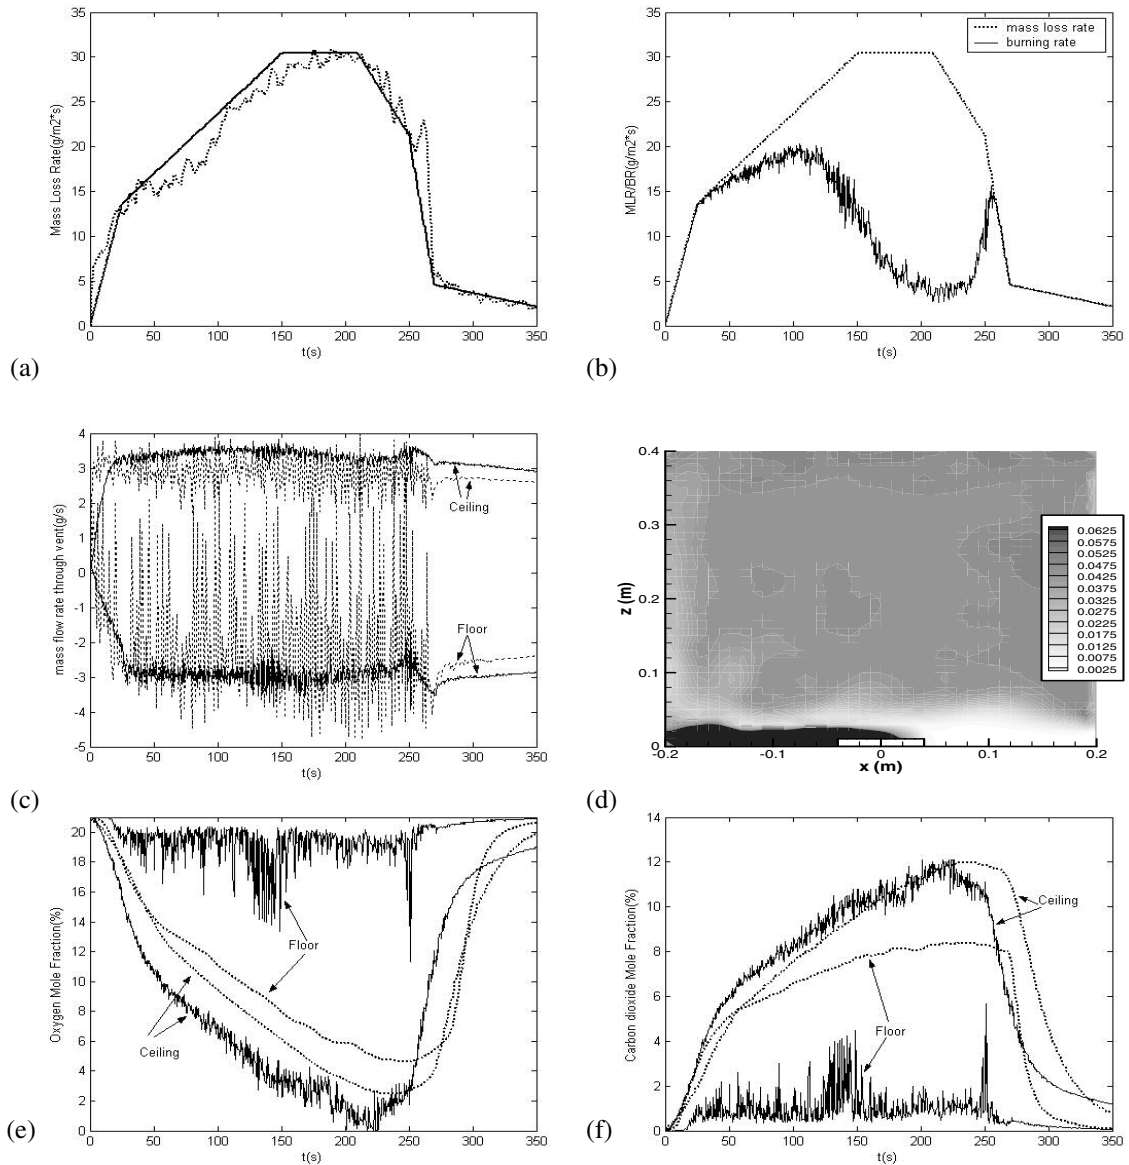 35
30
25
20
15
10
5
0
Mass Loss Rate(g/m2*s)
0 50 100 150 200 250 300 350
t(s)
(a)
35
30
25
20
15
10
5
0
MLR/BR(g/m2*s)
mass loss rate
burning rate
0 50 100 150 200 250 300 350
t(s)
(b)
4
3
2
1
0
-1
-2
-3
-4
-5
mass flow rate through vent(g/s)
Ceiling
Floor
0 50 100 150 200 250 300 350
t(s)
(c)
0.4
0.3
0.2
0.1
0
z (m)
0.0625
0.0575
0.0525
0.0475
0.0425
0.0375
0.0325
0.0275
0.0225
0.0175
0.0125
0.0075
0.0025
-0.2 -0.1 0 0.1 0.2
x (m)
(d)
20
18
16
14
12
10
8
6
4
2
0
Oxygen Mole Fraction(%)
Floor
Ceiling
0 50 100 150 200 250 300 350
t(s)
(e)
14
12
10
8
6
4
2
0
Carbon dioxide Mole Fraction(%)
Ceiling
Floor
0 50 100 150 200 250 300 350
t(s)
(f)